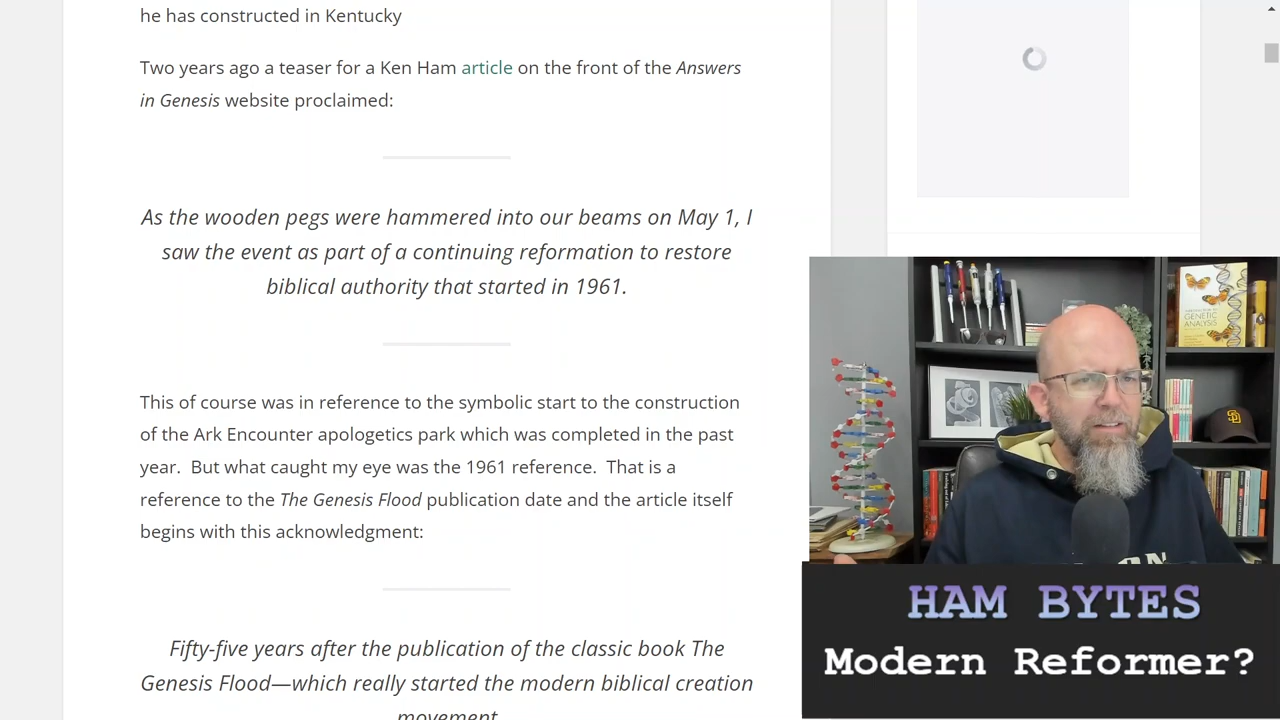 he has constructed in Kentucky
Two years ago a teaser for a Ken Ham article on the front of the Answers
in Genesis website proclaimed:
As the wooden pegs were hammered into our beams on May 1, I
saw the event as part of a continuing reformation to restore
biblical authority that started in 1961.
This of course was in reference to the symbolic start to the construction
of the Ark Encounter apologetics park which was completed in the past
year.  But what caught my eye was the 1961 reference.  That is a
reference to the The Genesis Flood publication date and the article itself
begins with this acknowledgment:
Fifty-five years after the publication of the classic book The
Genesis Flood—which really started the modern biblical creation
movement
GENETIC
ANALYSIS
HAM BYTES
Modern Reformer?